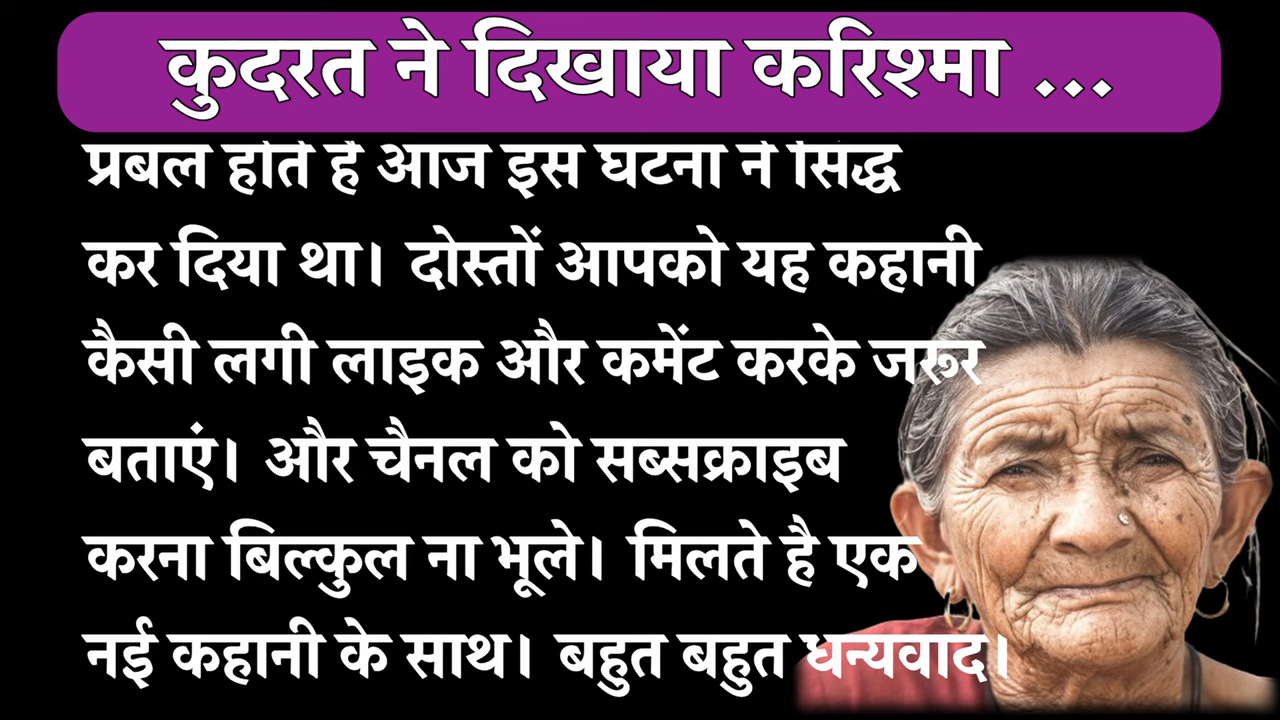 कुदरत ने दिखाया करिश्मा ...
प्रबल होते हैं आज इस घटना ने सिद्ध
कर दिया था। दोस्तों आपको यह कहानी
कैसी लगी लाइक और कमेंट करके जरूर
बताएं। और चैनल को सब्सक्राइब
करना बिल्कुल ना भूले। मिलते है एक
नई कहानी के साथ। बहुत बहुत धन्यवाद।